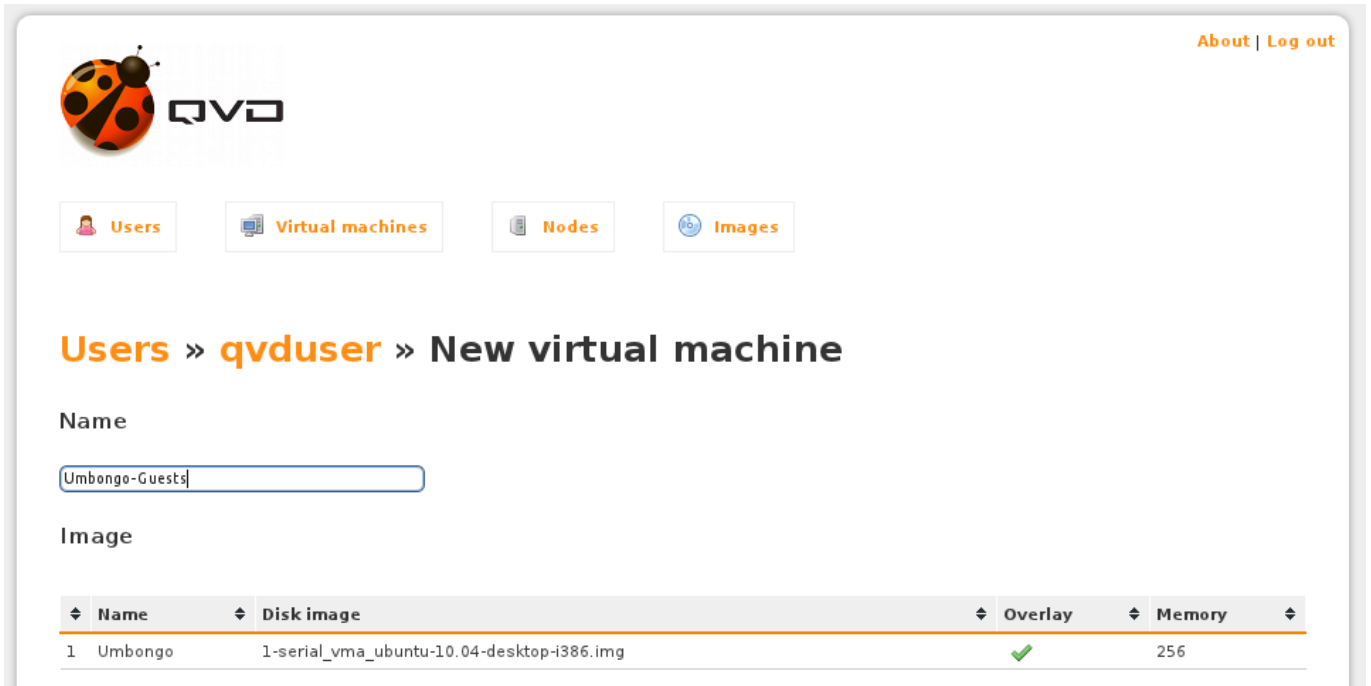 About | Log out
QVD
Users Virtual machines Nodes Images
Users » qvduser » New virtual machine
Name
Umbongo-Guests
Image
Name Disk image Overlay Memory
1 Umbongo 1-serial_vma_ubuntu-10.04-desktop-i386.img 256